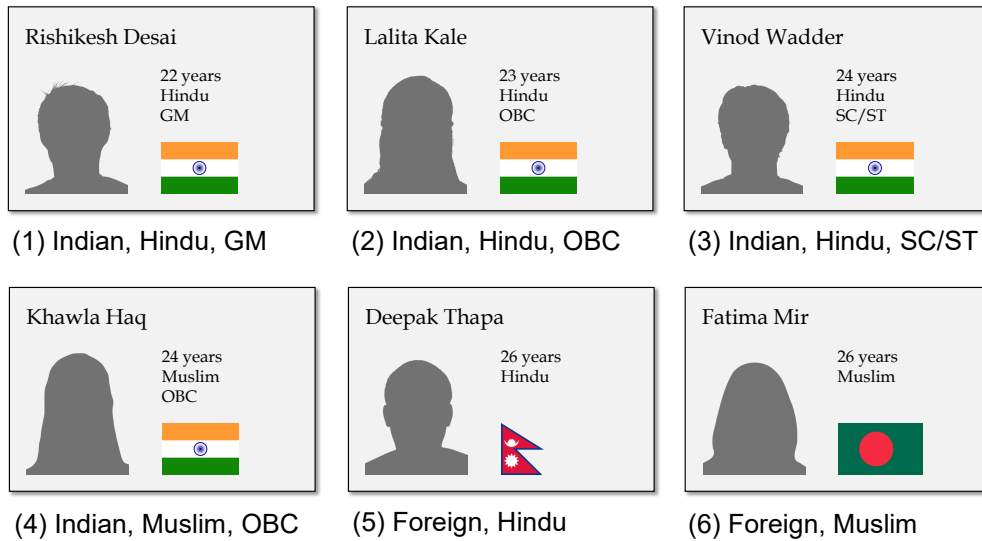 Rishikesh Desai
22 years
Hindu
GM
(1) Indian, Hindu, GM
Lalita Kale
23 years
Hindu
OBC
(2) Indian, Hindu, OBC
Vinod Wadder
24 years
Hindu
SC/ST
(3) Indian, Hindu, SC/ST
Khawla Haq
24 years
Muslim
OBC
(4) Indian, Muslim, OBC
Deepak Thapa
26 years
Hindu
(5) Foreign, Hindu
Fatima Mir
26 years
Muslim
(6) Foreign, Muslim